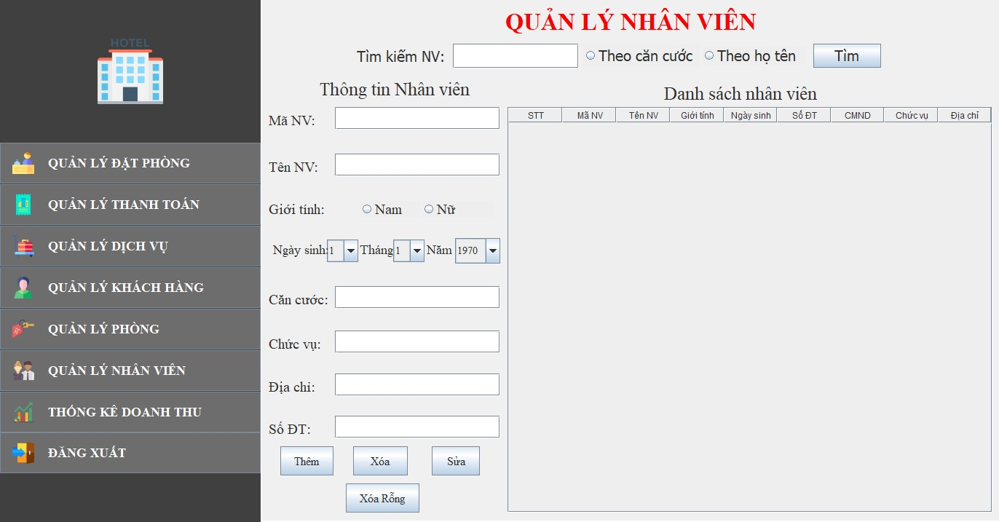 HOTEL
QUẢN LÝ ĐẶT PHÒNG
QUẢN LÝ THANH TOÁN
QUẢN LÝ DỊCH VỤ
QUẢN LÝ KHÁCH HÀNG
QUẢN LÝ PHÒNG
QUẢN LÝ NHÂN VIÊN
THỐNG KÊ DOANH THU
ĐĂNG XUẤT
QUẢN LÝ NHÂN VIÊN
Tìm kiếm NV: Theo căn cước Theo họ tên Tìm
Thông tin Nhân viên
Mã NV:
Tên NV:
Giới tính: Nam Nữ
Ngày sinh: 1 Tháng 1 Năm 1970
Căn cước:
Chức vụ:
Địa chỉ:
Số ĐT:
Thêm Xóa Sửa
Xóa Rỗng
Danh sách nhân viên
STT Mã NV Tên NV Giới tính Ngày sinh Số ĐT CMND Chức vụ Địa chỉ